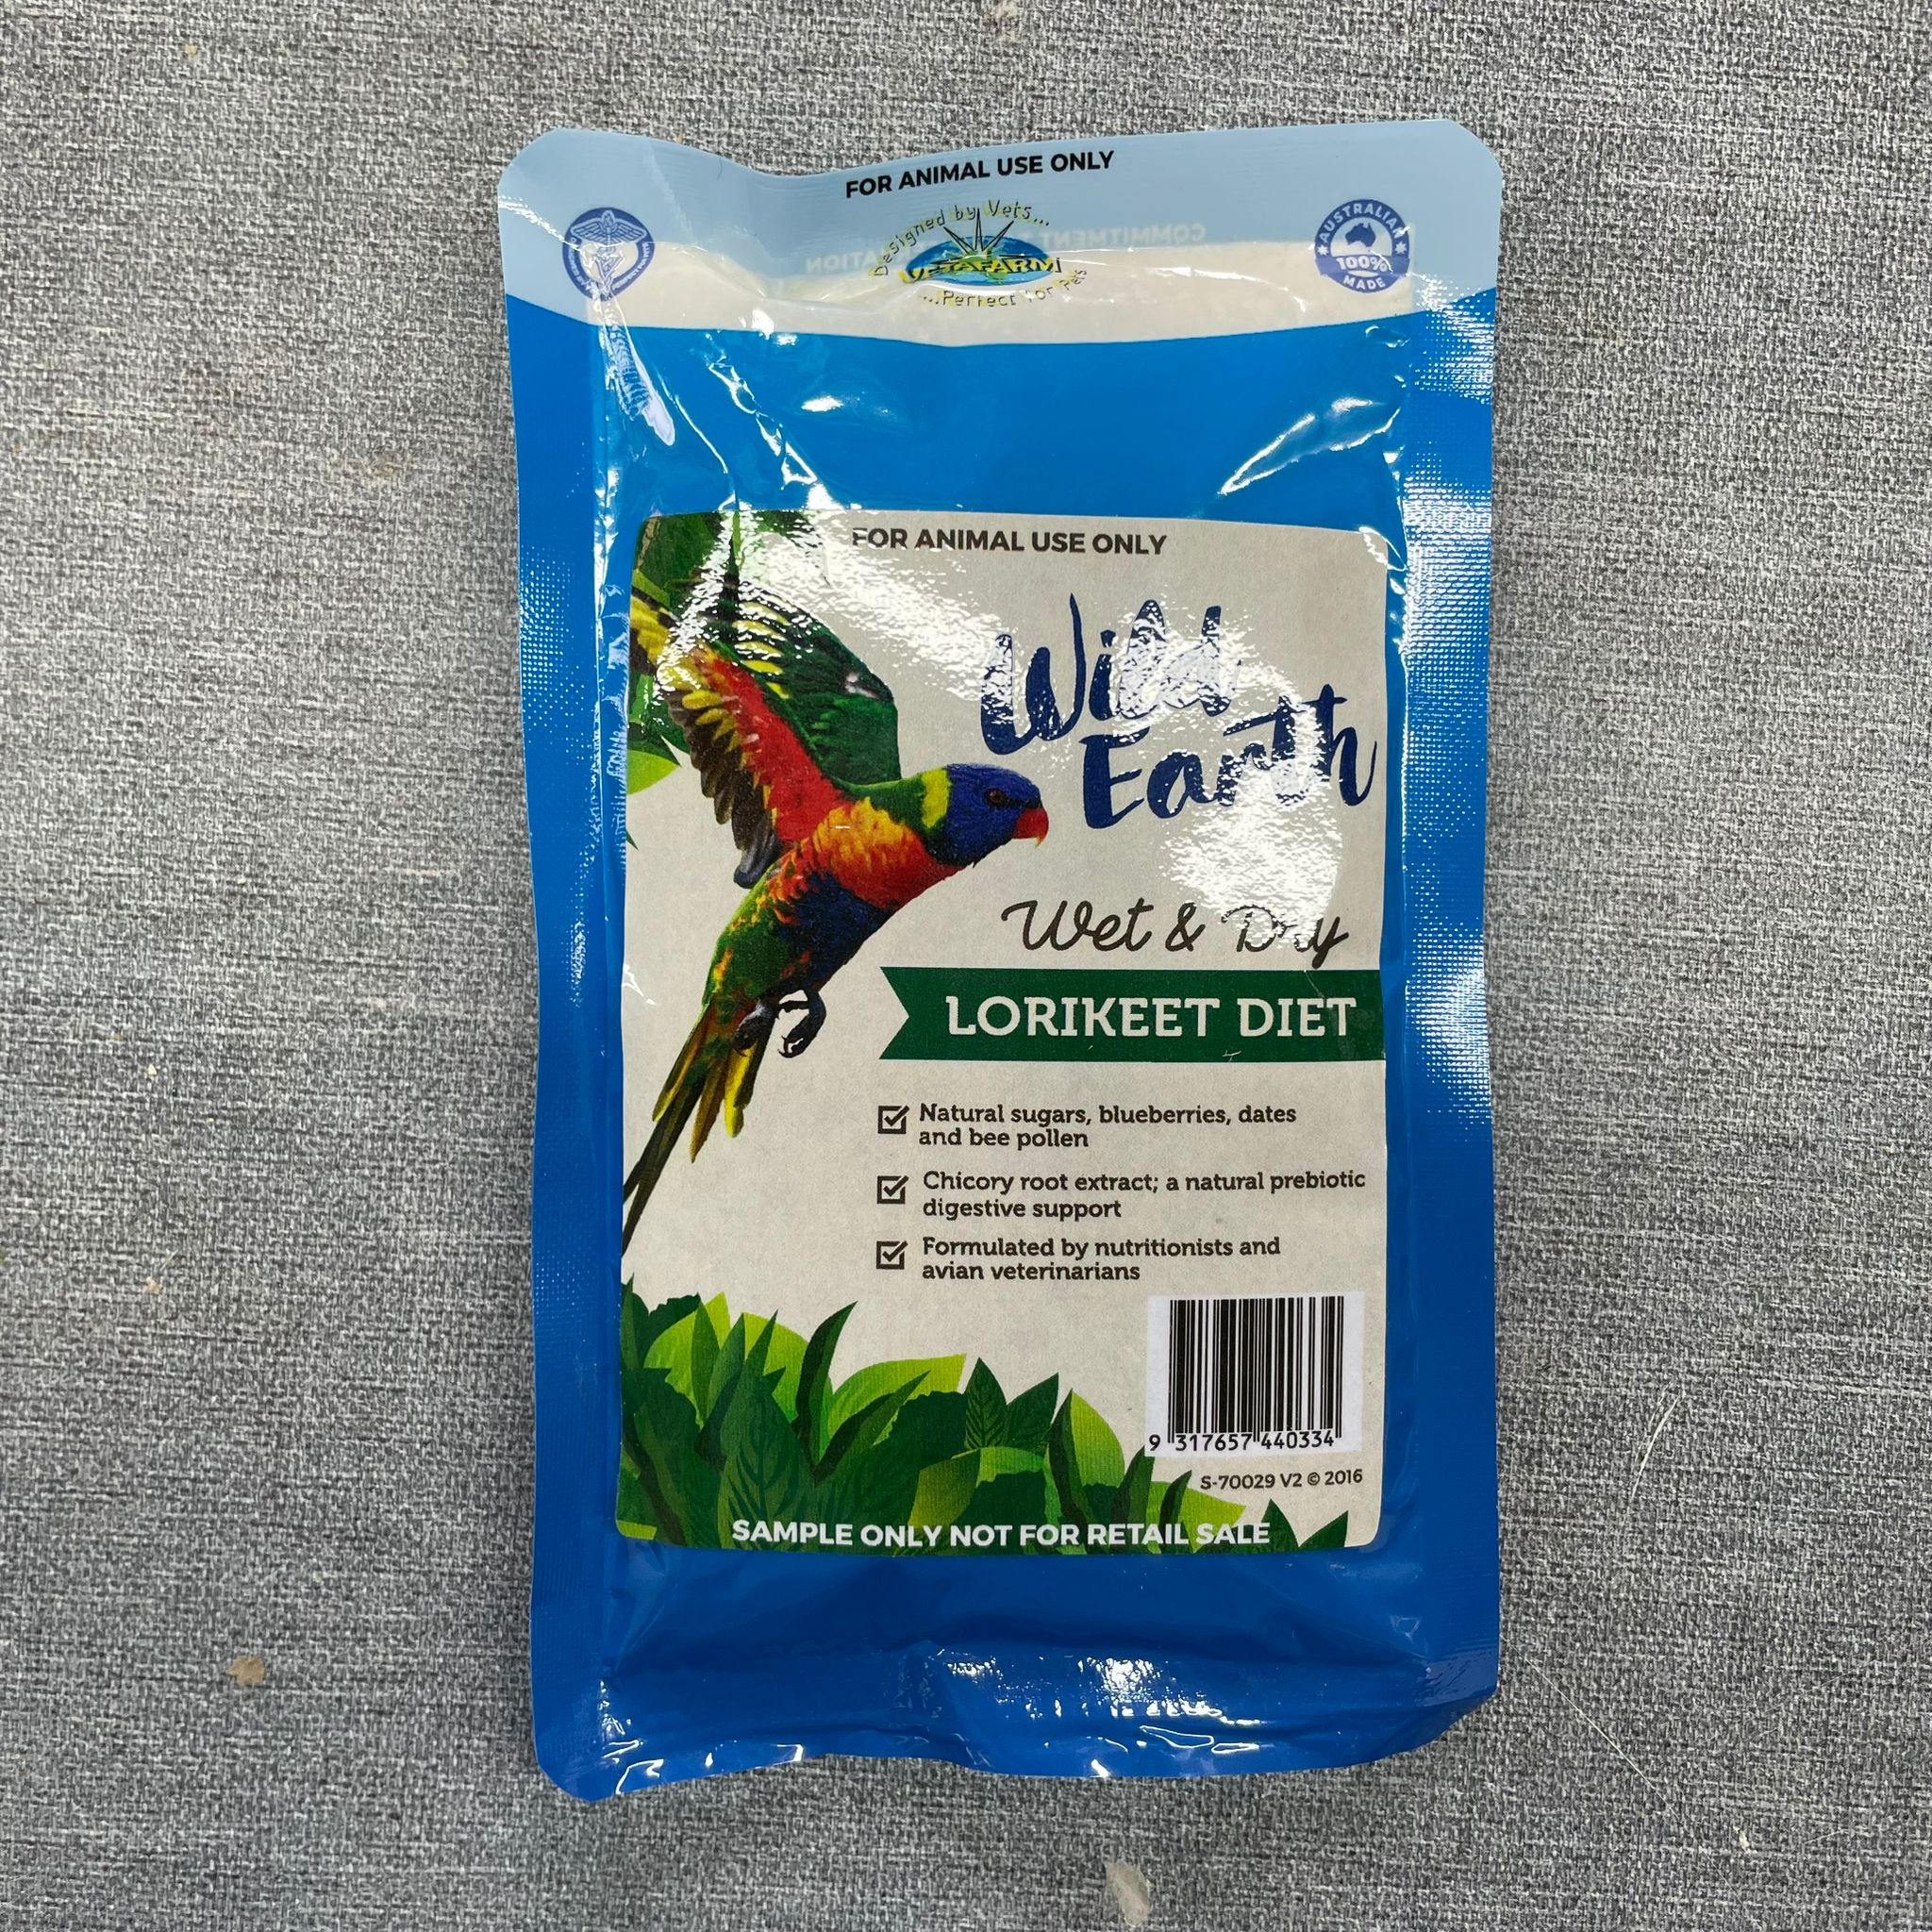 FOR ANIMAL USE ONLY
Designed by Vets...
VETAFARM
...Perfect for Pets
AUSTRALIAN
100%
MADE
FOR ANIMAL USE ONLY
Wild
Earth
Wet & Dry
LORIKEET DIET
Natural sugars, blueberries, dates
and bee pollen
Chicory root extract; a natural prebiotic
digestive support
Formulated by nutritionists and
avian veterinarians
9 317657 440334
S-70029 V2 © 2016
SAMPLE ONLY NOT FOR RETAIL SALE